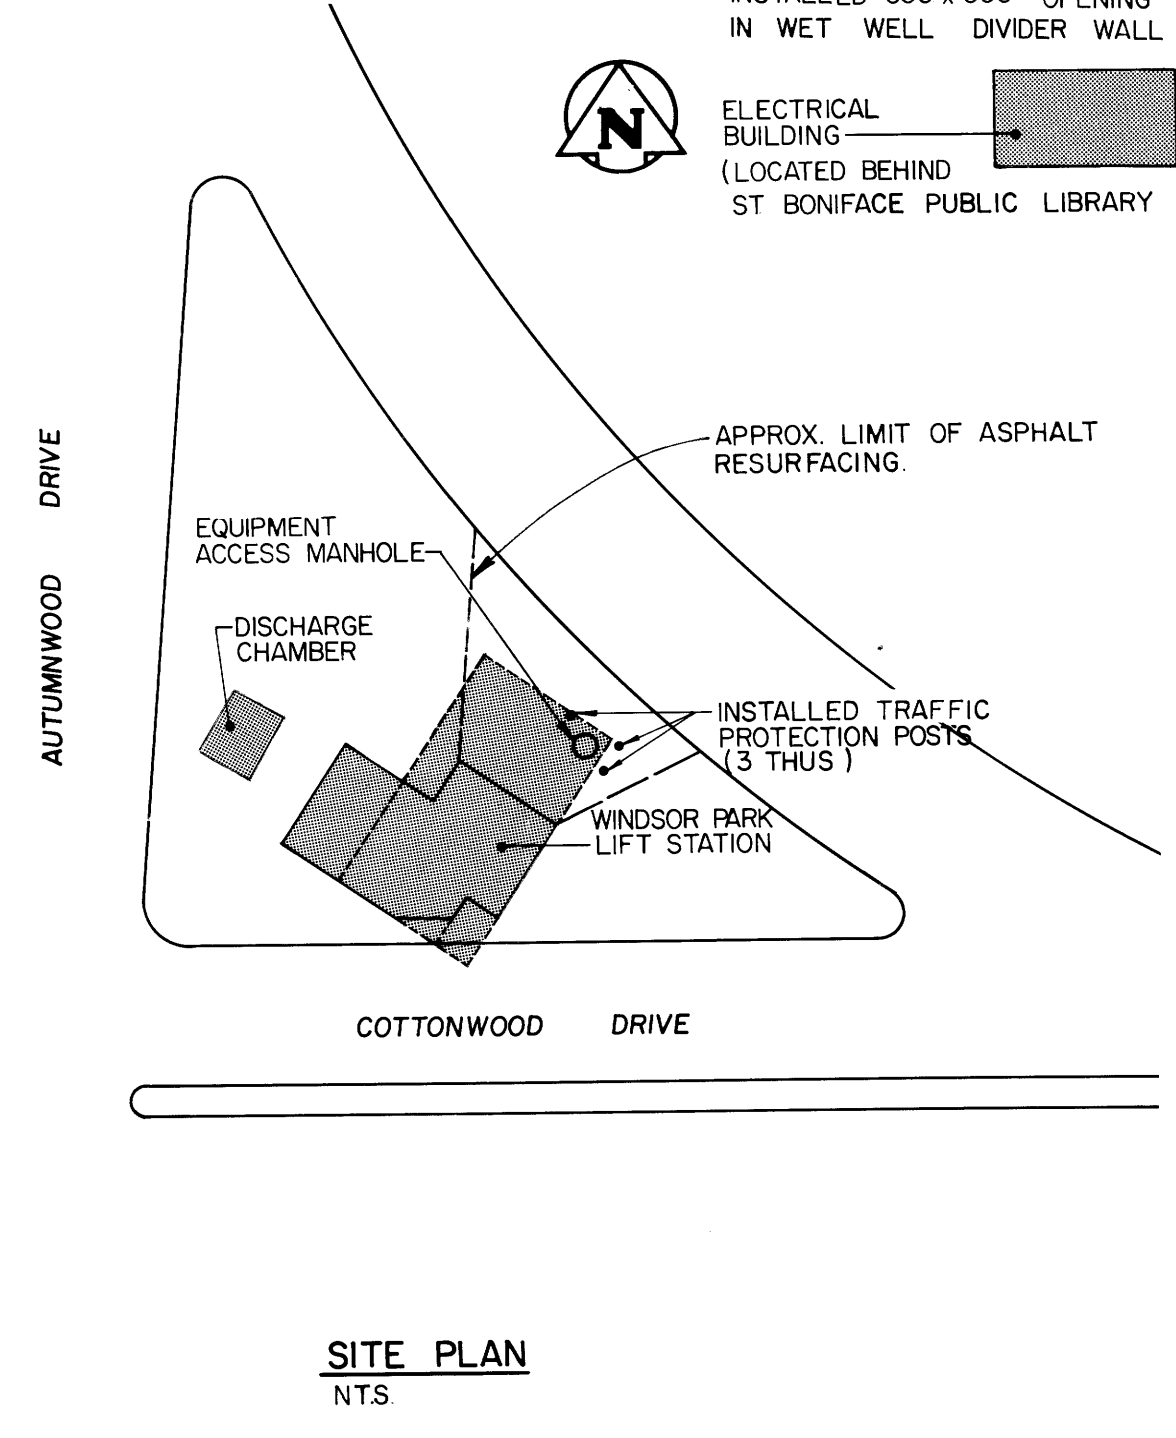 IN WET WELL DIVIDER WALL
N
ELECTRICAL
BUILDING
(LOCATED BEHIND
ST BONIFACE PUBLIC LIBRARY
APPROX. LIMIT OF ASPHALT
RESURFACING.
EQUIPMENT
ACCESS MANHOLE
DISCHARGE
CHAMBER
AUTUMNWOOD DRIVE
INSTALLED TRAFFIC
PROTECTION POSTS
(3 THUS)
WINDSOR PARK
LIFT STATION
COTTONWOOD DRIVE
SITE PLAN
N.T.S.